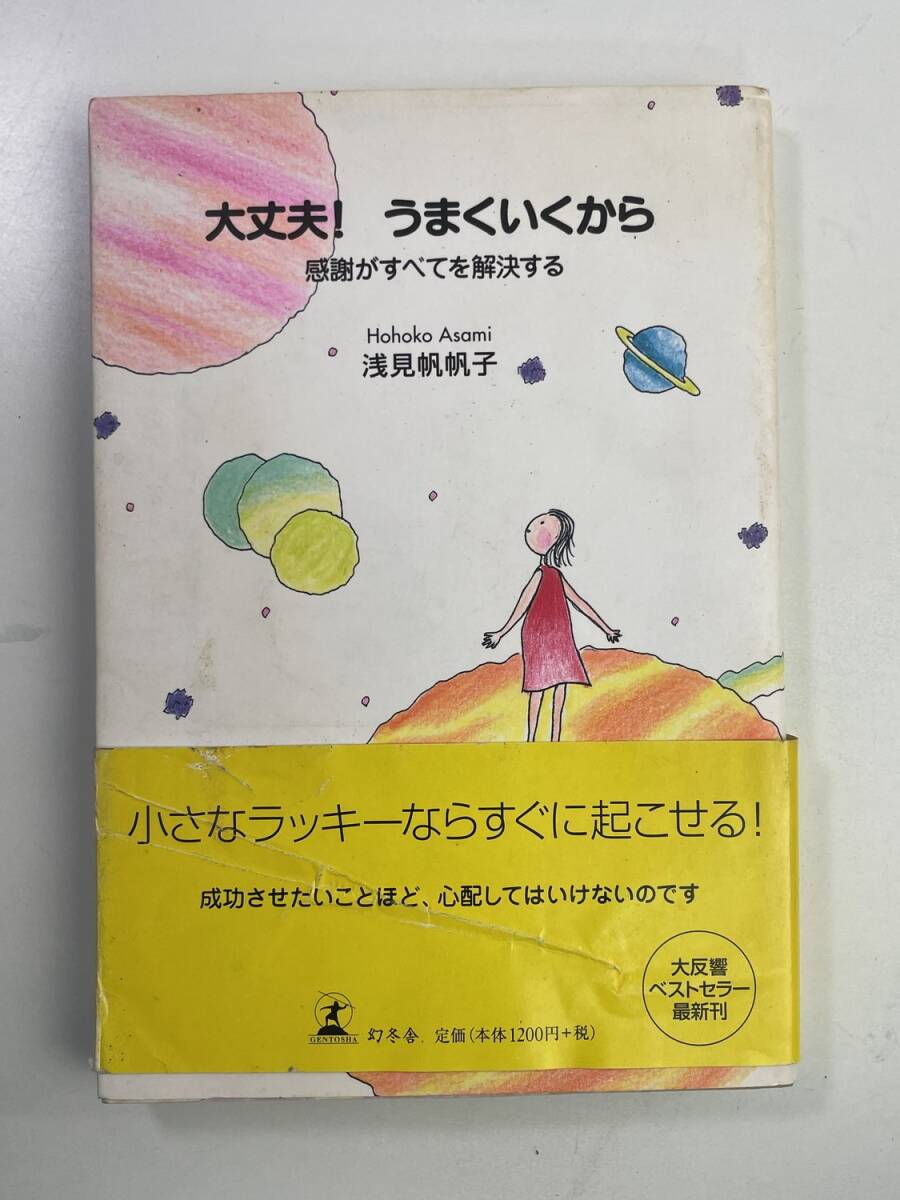 大丈夫! うまくいくから
感謝がすべてを解決する
Hohoko Asami
浅見帆帆子
小さなラッキーならすぐに起こせる!
成功させたいことほど、心配してはいけないのです
大反響
ベストセラー
最新刊
GENTOSHA
幻冬舎 定価(本体1200円+税)